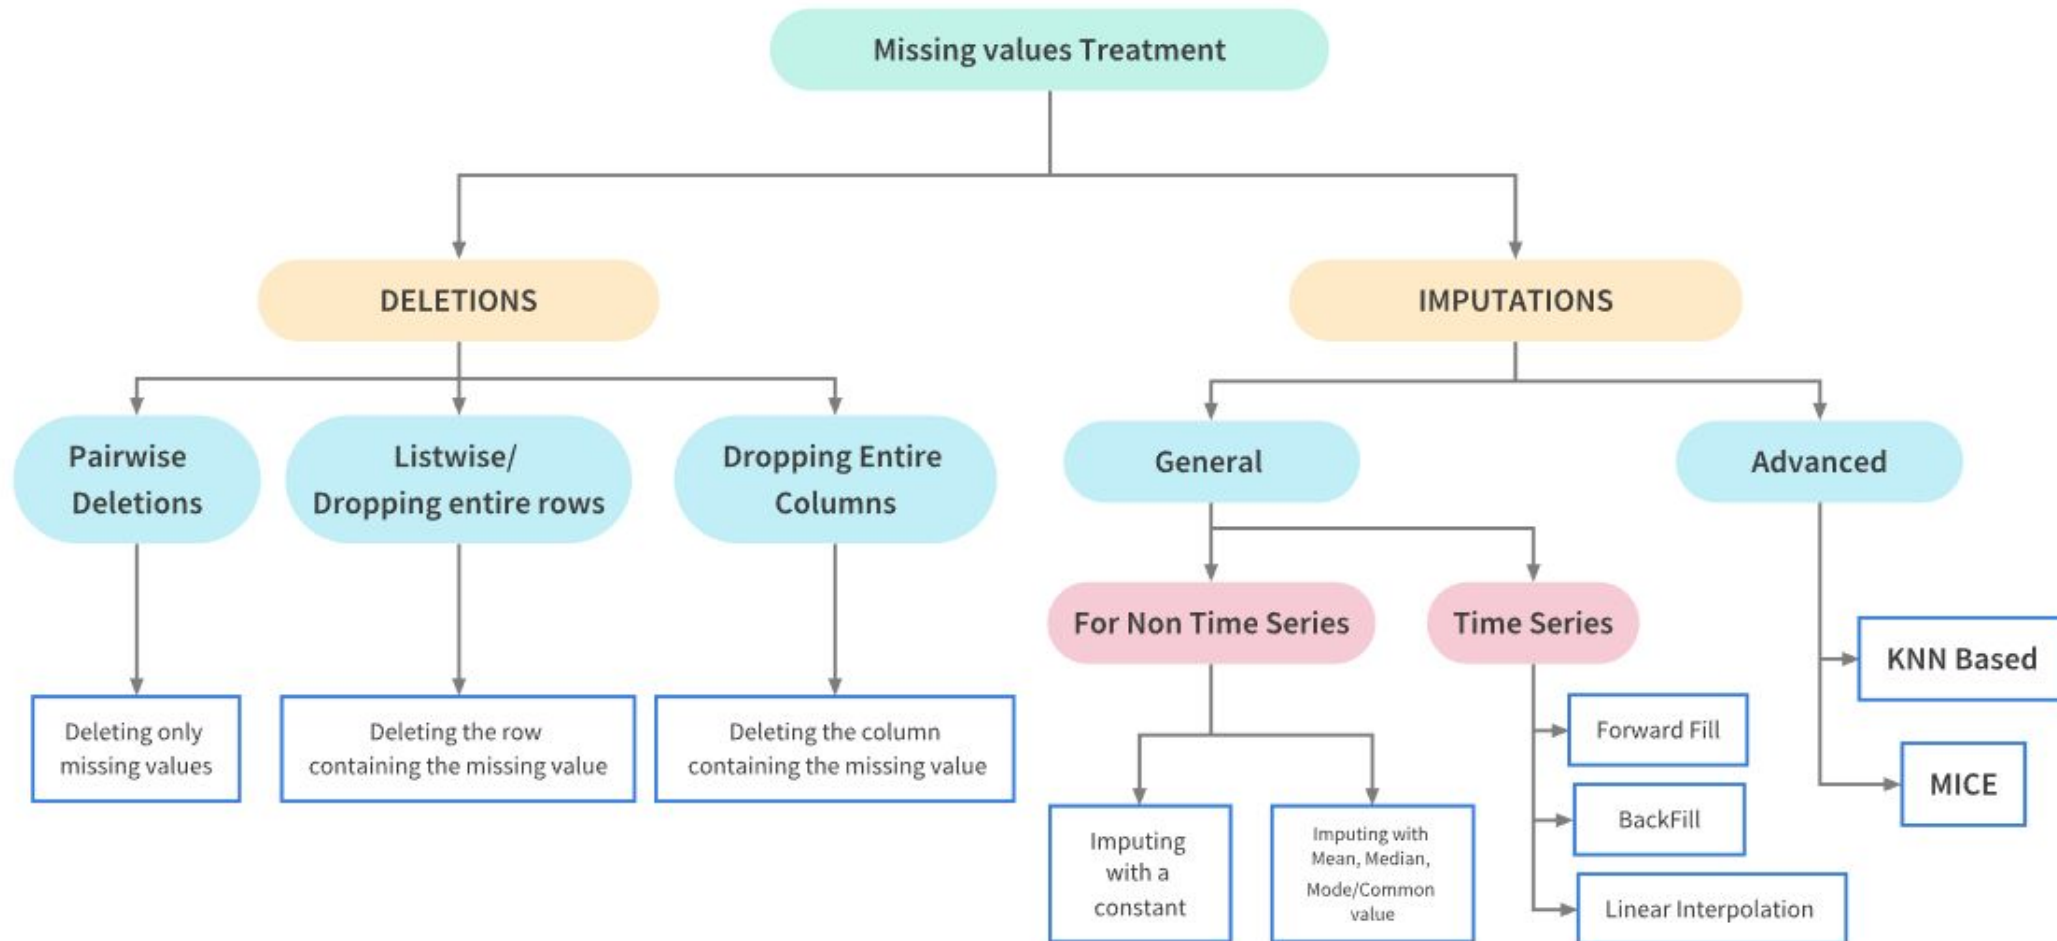 Missing values Treatment
DELETIONS
IMPUTATIONS
Pairwise
Deletions
Listwise/
Dropping entire rows
Dropping Entire
Columns
General
Advanced
For Non Time Series
Time Series
KNN Based
MICE
Deleting only
missing values
Deleting the row
containing the missing value
Deleting the column
containing the missing value
Forward Fill
BackFill
Linear Interpolation
Imputing
with a
constant
Imputing with
Mean, Median,
Mode/Common
value